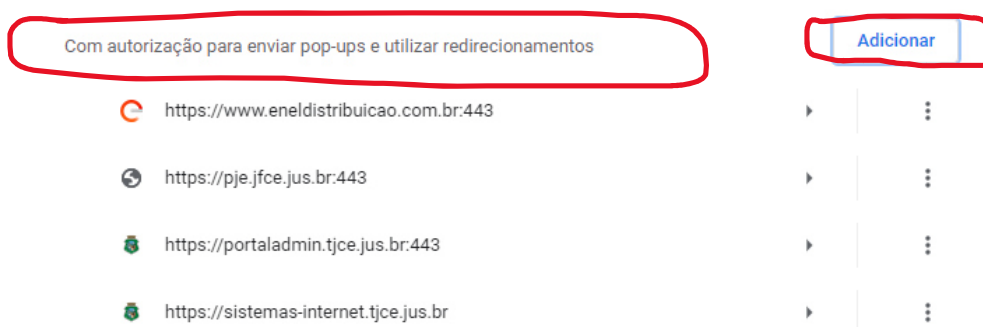 Com autorização para enviar pop-ups e utilizar redirecionamentos
Adicionar
https://www.eneldistribuicao.com.br:443
https://pje.jfce.jus.br:443
https://portaladmin.tjce.jus.br:443
https://sistemas-internet.tjce.jus.br